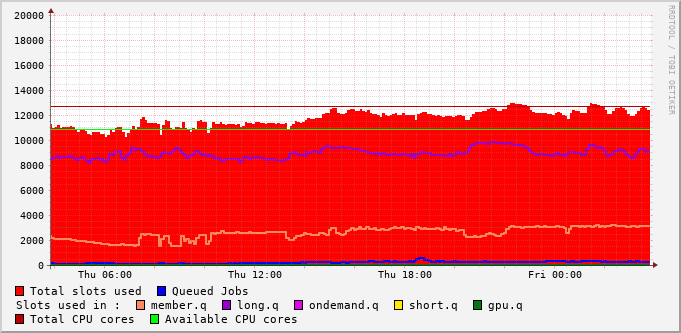 RRDTOOL / TOBI OETIKER
20000
18000
16000
14000
12000
10000
8000
6000
4000
2000
0
Thu 06:00 Thu 12:00 Thu 18:00 Fri 00:00
Total slots used Queued Jobs
Slots used in : member.q long.q ondemand.q short.q gpu.q
Total CPU cores Available CPU cores